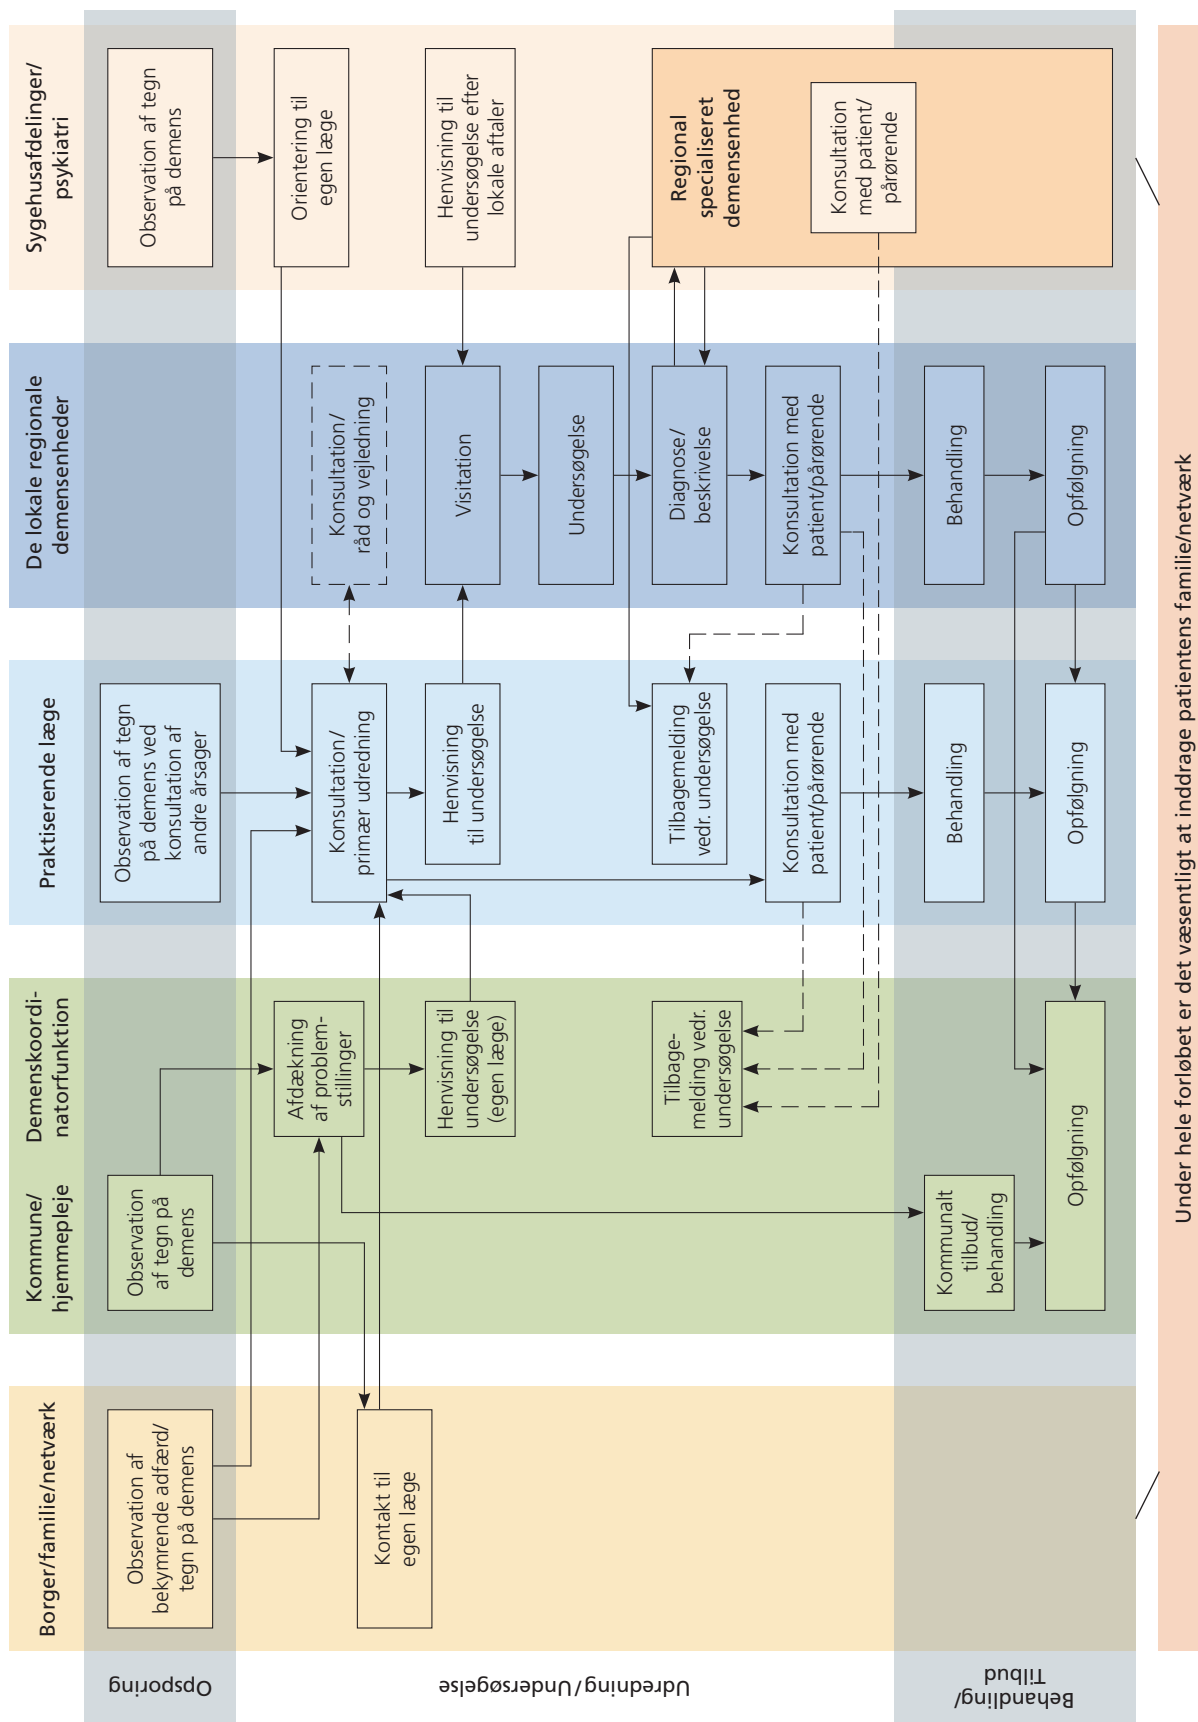 Borger/familie/netværk
Kommune/
hjemmepleje
Demenskoordi-
natorfunktion
Praktiserende læge
De lokale regionale
demensenheder
Sygehusafdelinger/
psykiatri
Opsporing
Observation af
bekymrende adfærd/
tegn på demens
Observation
af tegn på
demens
Observation af tegn
på demens ved
konsultation af
andre årsager
Observation af tegn
på demens
Udredning/Undersøgelse
Kontakt til
egen læge
Afdækning
af problem-
stillinger
Henvisning til
undersøgelse
(egen læge)
Tilbage-
melding vedr.
undersøgelse
Konsultation/
primær udredning
Henvisning
til undersøgelse
Tilbagemelding
vedr. undersøgelse
Konsultation med
patient/pårørende
Konsultation/
råd og vejledning
Visitation
Undersøgelse
Diagnose/
beskrivelse
Konsultation med
patient/pårørende
Orientering til
egen læge
Henvisning til
undersøgelse efter
lokale aftaler
Regional
specialiseret
demensenhed
Konsultation
med patient/
pårørende
Behandling/
Tilbud
Kommunalt
tilbud/
behandling
Opfølgning
Behandling
Opfølgning
Behandling
Opfølgning
Under hele forløbet er det væsentligt at inddrage patientens familie/netværk